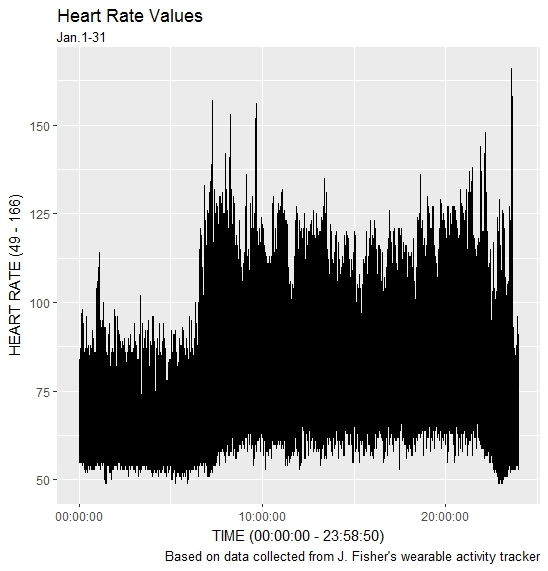 Heart Rate Values
Jan.1-31
150
125
100
75
50
HEART RATE (49 - 166)
00:00:00 10:00:00 20:00:00
TIME (00:00:00 - 23:58:50)
Based on data collected from J. Fisher's wearable activity tracker